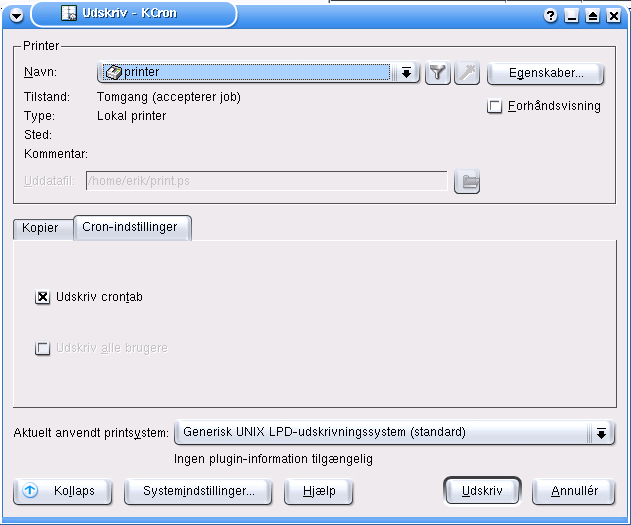 Udskriv - KCron
Printer
Navn: printer Egenskaber...
Tilstand: Tomgang (accepterer job)
Forhåndsvisning
Type: Lokal printer
Sted:
Kommentar:
Uddatafil: /home/erik/print.ps
Kopier Cron-indstillinger
Udskriv crontab
Udskriv alle brugere
Aktuelt anvendt printsystem: Generisk UNIX LPD-udskrivningssystem (standard)
Ingen plugin-information tilgængelig
Kollaps Systemindstillinger... Hjælp Udskriv Annullér